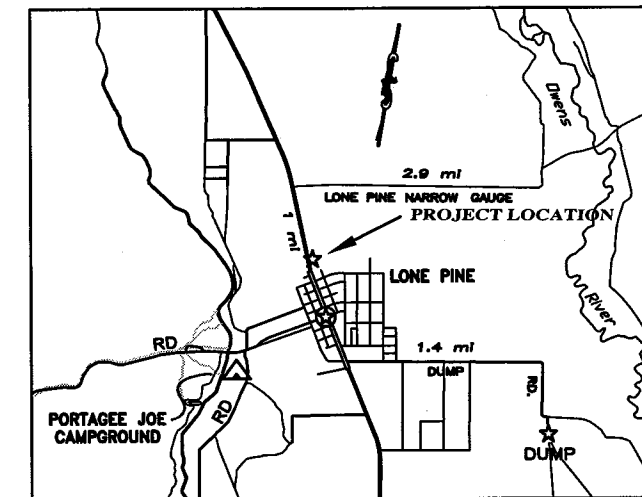 Owens
2.9 mi
LONE PINE NARROW GAUGE
PROJECT LOCATION
1 mi
LONE PINE
River
RD
1.4 mi
DUMP
RD.
PORTAGEE JOE
CAMPGROUND
RD
DUMP